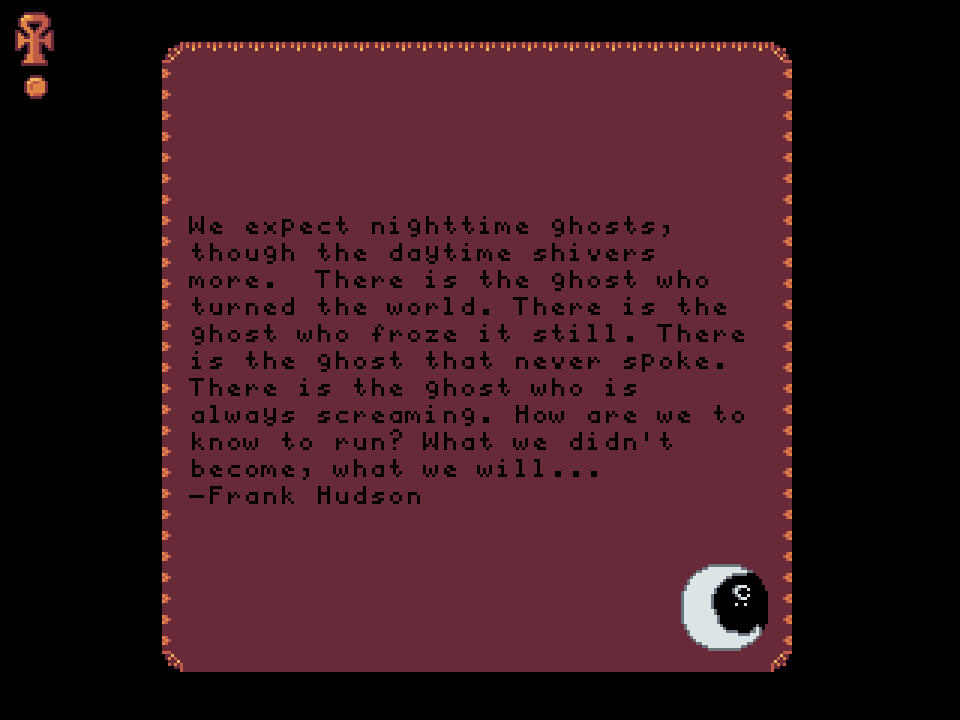 We expect nighttime ghosts,
though the daytime shivers
more.  There is the ghost who
turned the world. There is the
ghost who froze it still. There
is the ghost that never spoke.
There is the ghost who is
always screaming. How are we to
know to run? What we didn't
become, what we will...
-Frank Hudson